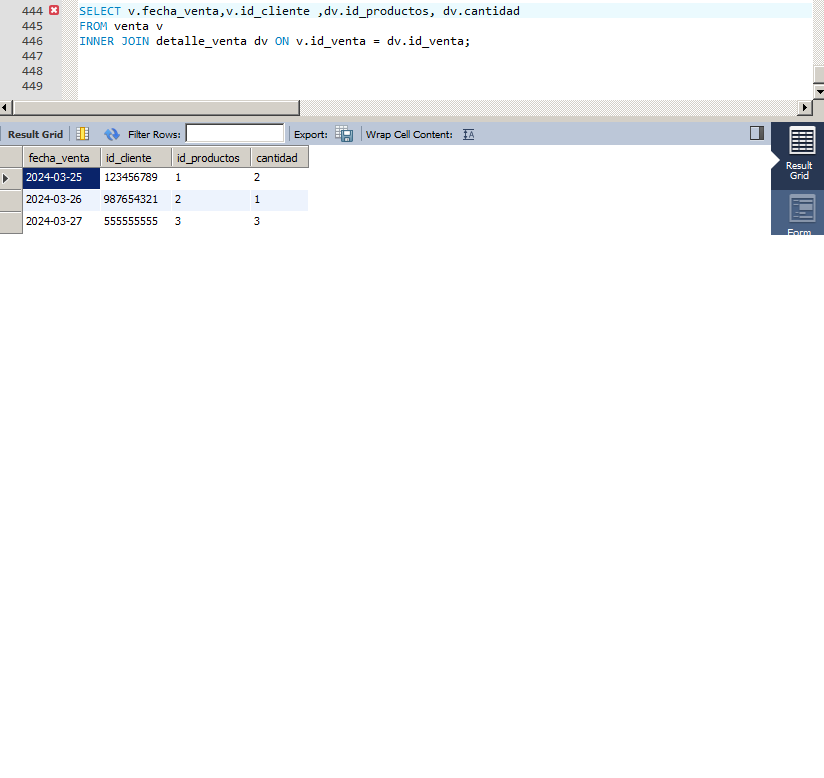 444 SELECT v.fecha_venta,v.id_cliente ,dv.id_productos, dv.cantidad
445 FROM venta v
446 INNER JOIN detalle_venta dv ON v.id_venta = dv.id_venta;
447
448
449
Result Grid Filter Rows: Export: Wrap Cell Content: IA
fecha_venta id_cliente id_productos cantidad
2024-03-25 123456789 1 2
2024-03-26 987654321 2 1
2024-03-27 555555555 3 3
Result
Grid
Form